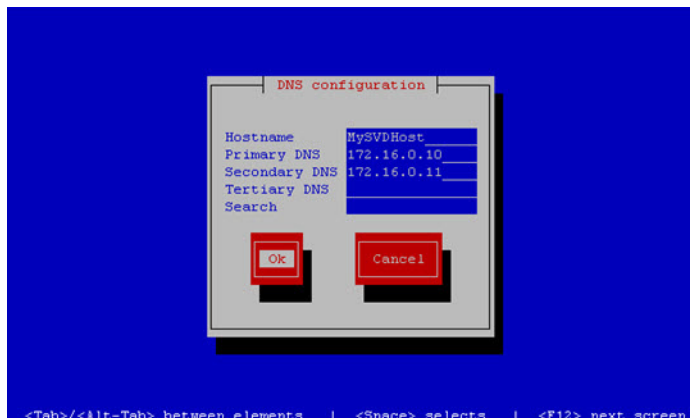 DNS configuration
Hostname MySVDHost
Primary DNS 172.16.0.10
Secondary DNS 172.16.0.11
Tertiary DNS
Search
Ok Cancel
<Tab>/<Alt-Tab> between elements | <Space> selects | <F12> next screen